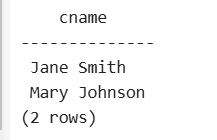 cname
--------------
Jane Smith
Mary Johnson
(2 rows)